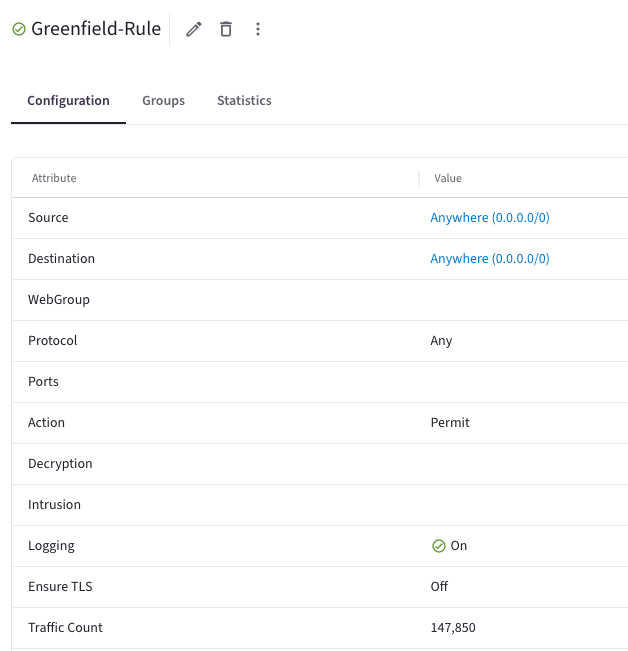 Greenfield-Rule
Configuration Groups Statistics
Attribute Value
Source Anywhere (0.0.0.0/0)
Destination Anywhere (0.0.0.0/0)
WebGroup
Protocol Any
Ports
Action Permit
Decryption
Intrusion
Logging On
Ensure TLS Off
Traffic Count 147,850